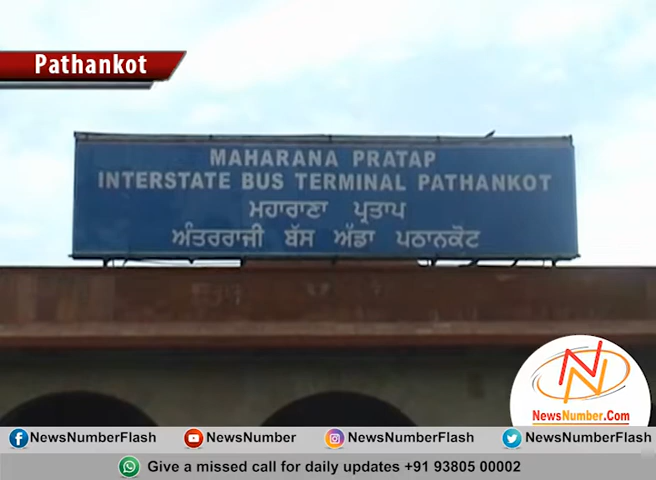 Pathankot
MAHARANA PRATAP
INTERSTATE BUS TERMINAL PATHANKOT
ਮਹਾਰਾਣਾ ਪ੍ਰਤਾਪ
ਅੰਤਰਰਾਜੀ ਬੱਸ ਅੱਡਾ ਪਠਾਨਕੋਟ
NN
NewsNumber.Com
NewsNumberFlash NewsNumber NewsNumberFlash NewsNumberFlash
Give a missed call for daily updates +91 93805 00002